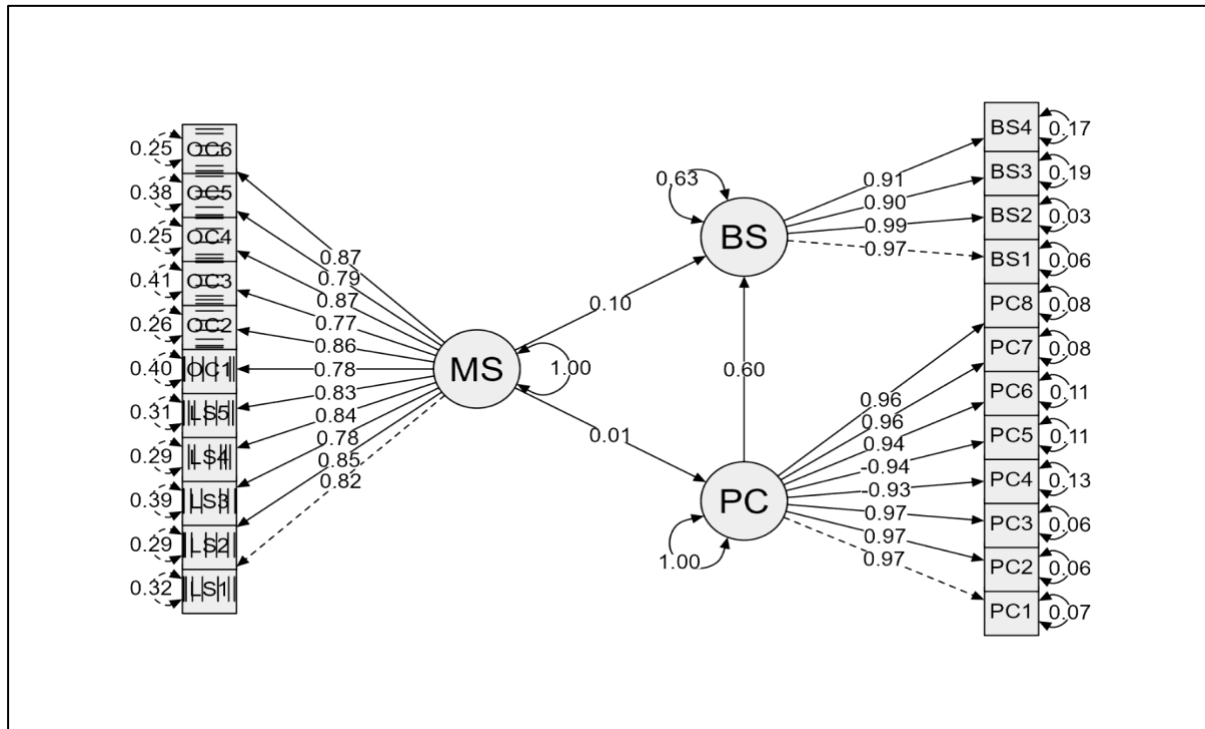 0.25 OC6
0.38 OC5
0.25 OC4
0.41 OC3
0.26 OC2
0.40 OC1
0.31 LS5
0.29 LS4
0.39 LS3
0.29 LS2
0.32 LS1
0.87
0.79
0.87
0.77
0.86
0.78
0.83
0.84
0.78
0.85
0.82
MS
1.00
0.10
0.01
0.63
BS
0.60
PC
1.00
0.91
0.90
0.99
0.97
0.96
0.96
0.94
-0.94
-0.93
0.97
0.97
0.97
BS4 0.17
BS3 0.19
BS2 0.03
BS1 0.06
PC8 0.08
PC7 0.08
PC6 0.11
PC5 0.11
PC4 0.13
PC3 0.06
PC2 0.06
PC1 0.07